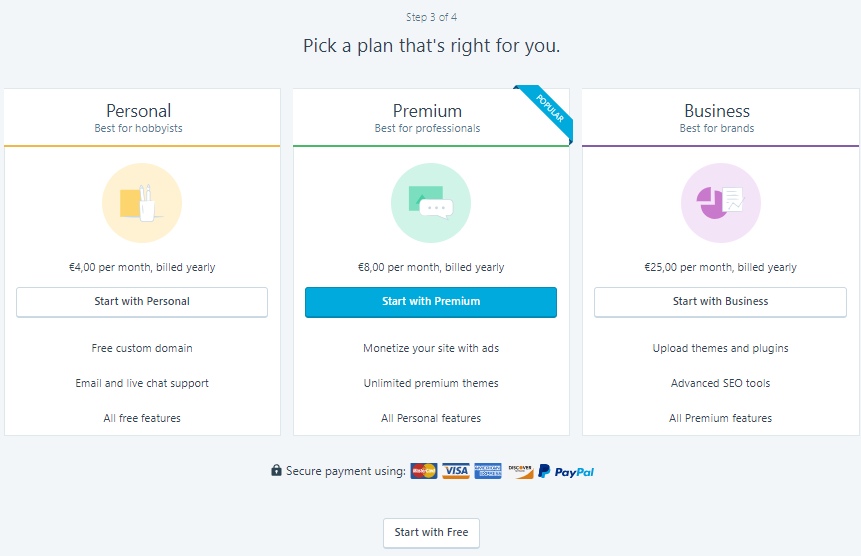 Step 3 of 4
Pick a plan that's right for you.
Personal
Best for hobbyists
€4,00 per month, billed yearly
Start with Personal
Free custom domain
Email and live chat support
All free features
Premium
Best for professionals
POPULAR
€8,00 per month, billed yearly
Start with Premium
Monetize your site with ads
Unlimited premium themes
All Personal features
Business
Best for brands
€25,00 per month, billed yearly
Start with Business
Upload themes and plugins
Advanced SEO tools
All Premium features
Secure payment using: MasterCard VISA AMERICAN EXPRESS DISCOVER PayPal
Start with Free